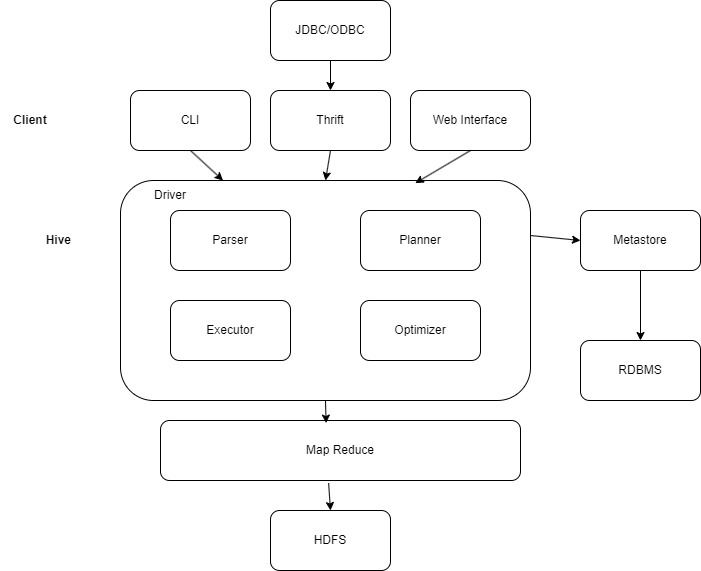 JDBC/ODBC
Client
CLI
Thrift
Web Interface
Driver
Hive
Parser
Planner
Metastore
Executor
Optimizer
RDBMS
Map Reduce
HDFS